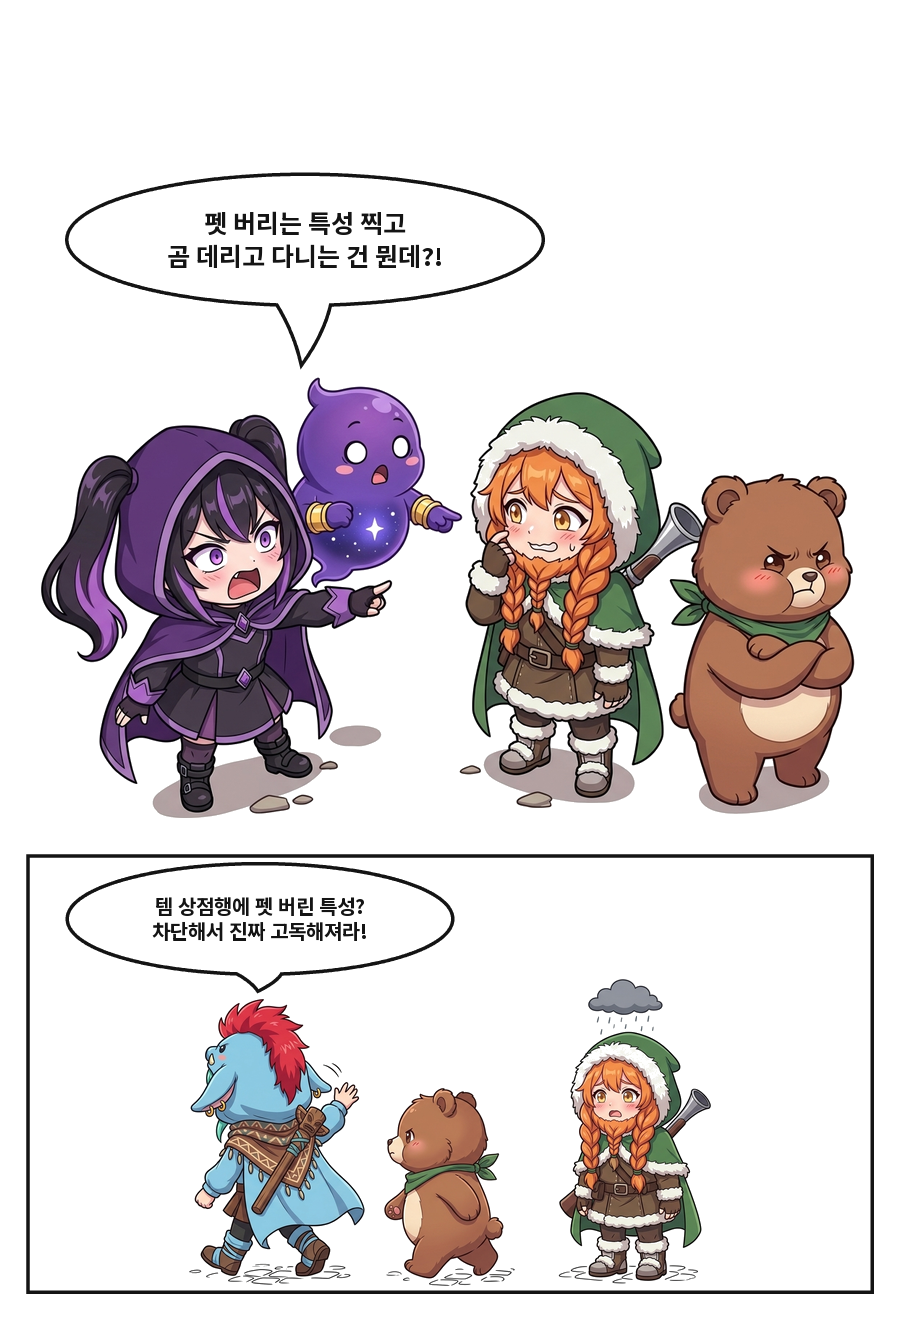 펫 버리는 특성 찍고
곰 데리고 다니는 건 뭔데?!
템 상점행에 펫 버린 특성?
차단해서 진짜 고독해져라!